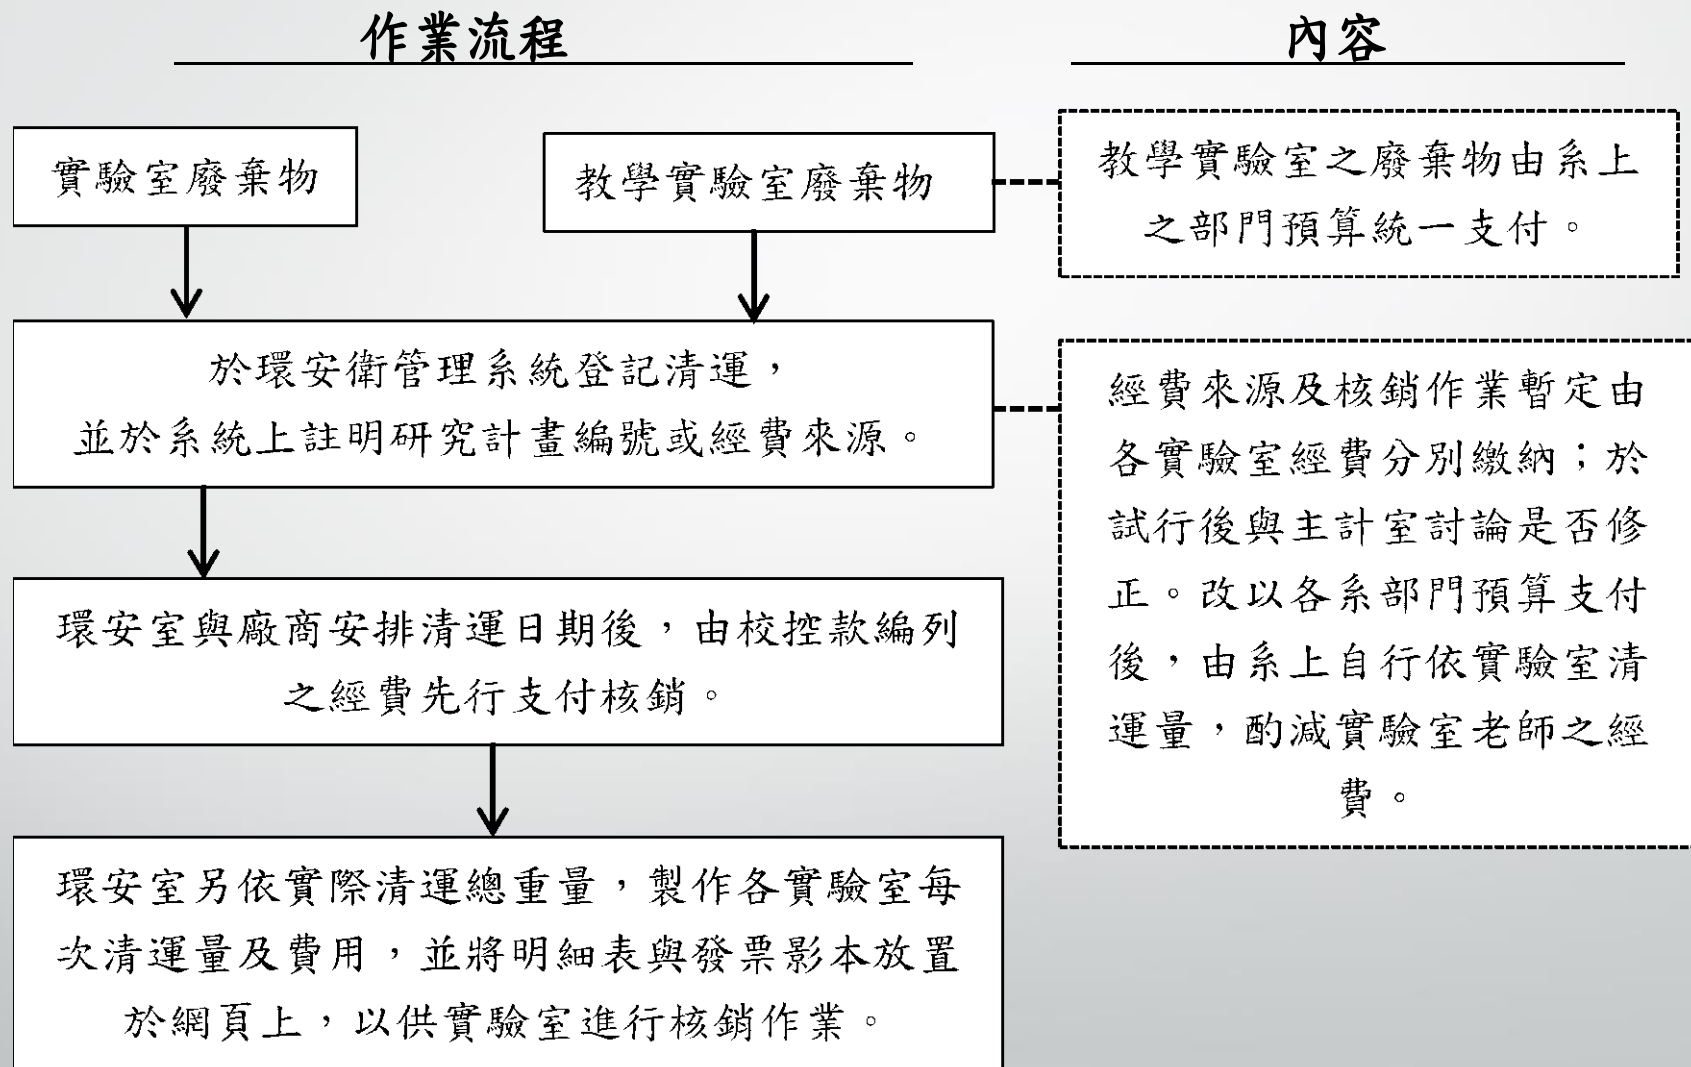 作業流程
內容
實驗室廢棄物
教學實驗室廢棄物
教學實驗室之廢棄物由系上
之部門預算統一支付。
於環安衛管理系統登記清運，
並於系統上註明研究計畫編號或經費來源。
經費來源及核銷作業暫定由
各實驗室經費分別繳納；於
試行後與主計室討論是否修
正。改以各系部門預算支付
後，由系上自行依實驗室清
運量，酌減實驗室老師之經
費。
環安室與廠商安排清運日期後，由校控款編列
之經費先行支付核銷。
環安室另依實際清運總重量，製作各實驗室每
次清運量及費用，並將明細表與發票影本放置
於網頁上，以供實驗室進行核銷作業。